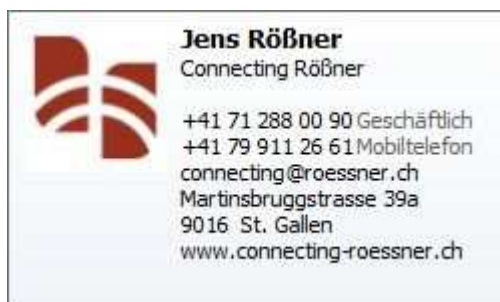 Jens Rößner
Connecting Rößner
+41 71 288 00 90 Geschäftlich
+41 79 911 26 61 Mobiltelefon
connecting@roessner.ch
Martinsbruggstrasse 39a
9016 St. Gallen
www.connecting-roessner.ch